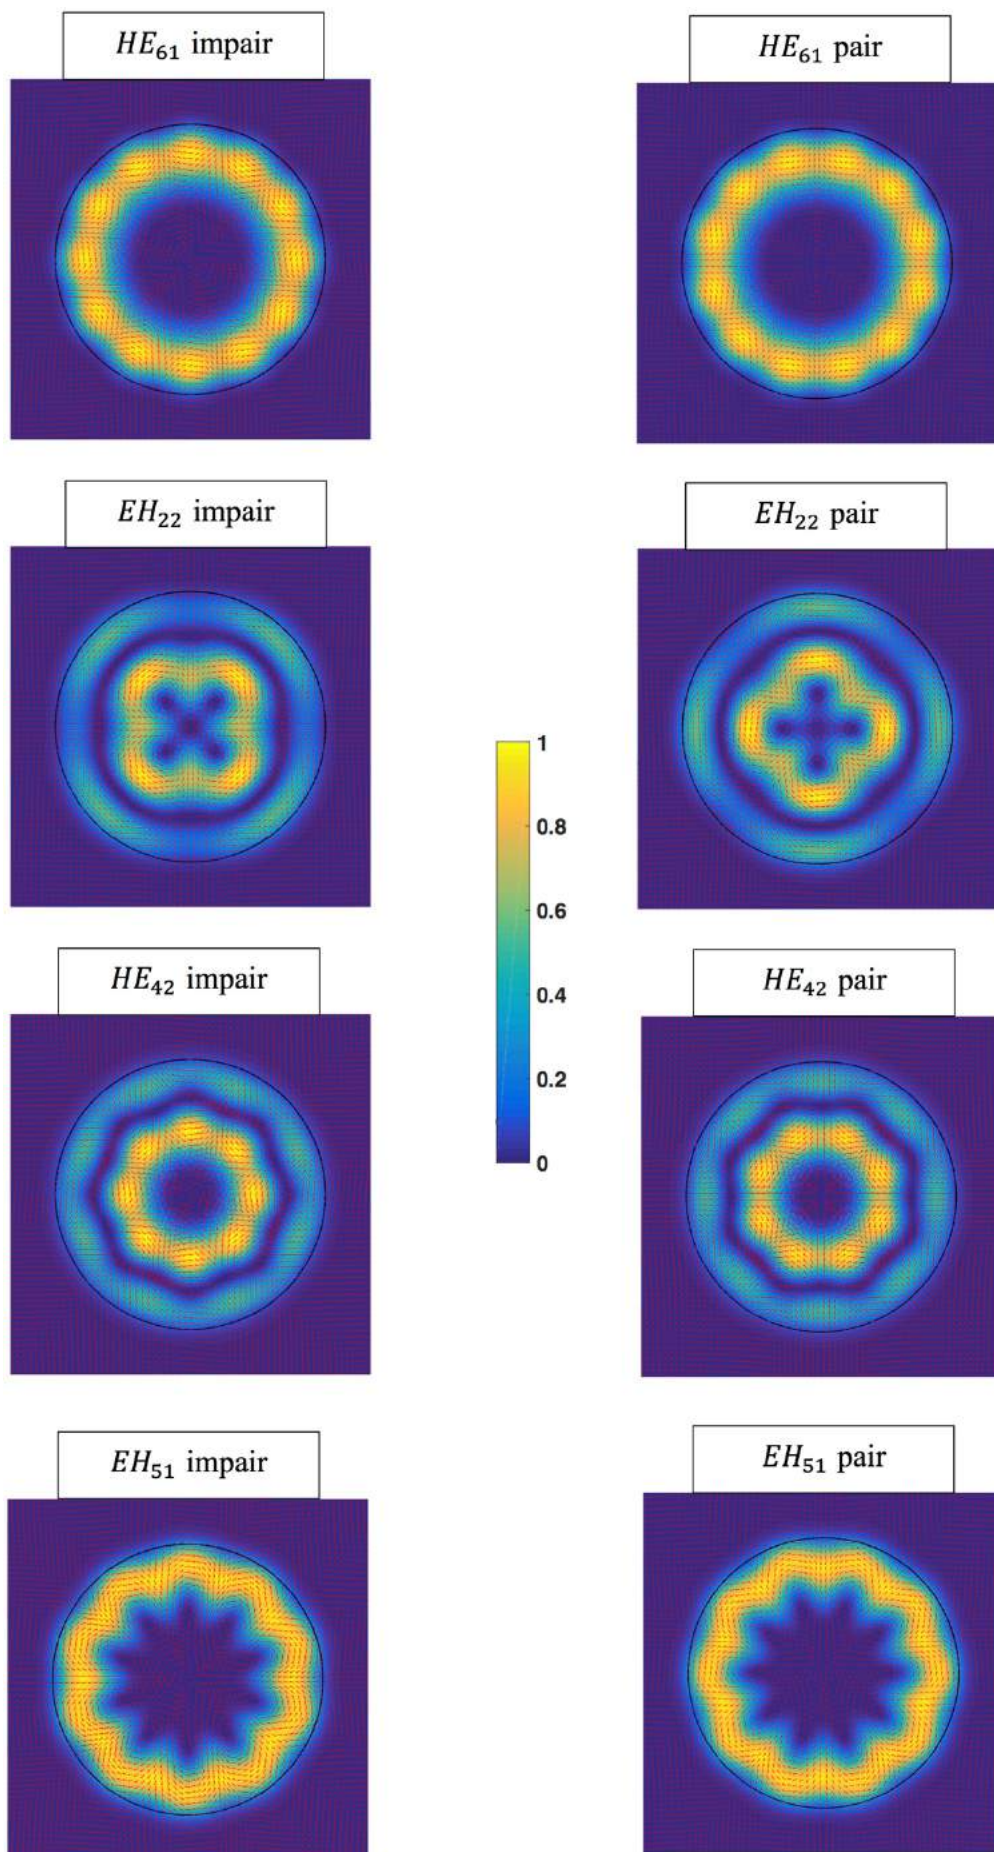 HE₆₁ impair
HE₆₁ pair
EH₂₂ impair
EH₂₂ pair
1
0.8
0.6
0.4
0.2
0
HE₄₂ impair
HE₄₂ pair
EH₅₁ impair
EH₅₁ pair